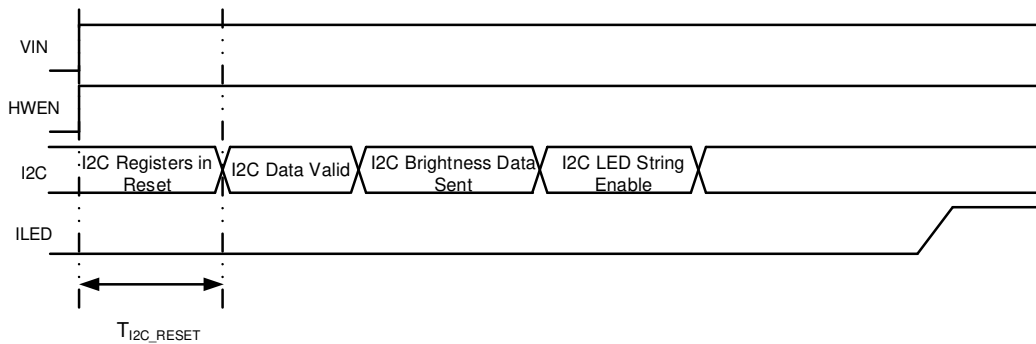 VIN
HWEN
I2C
I2C Registers in
Reset
I2C Data Valid
I2C Brightness Data
Sent
I2C LED String
Enable
ILED
TI2C_RESET